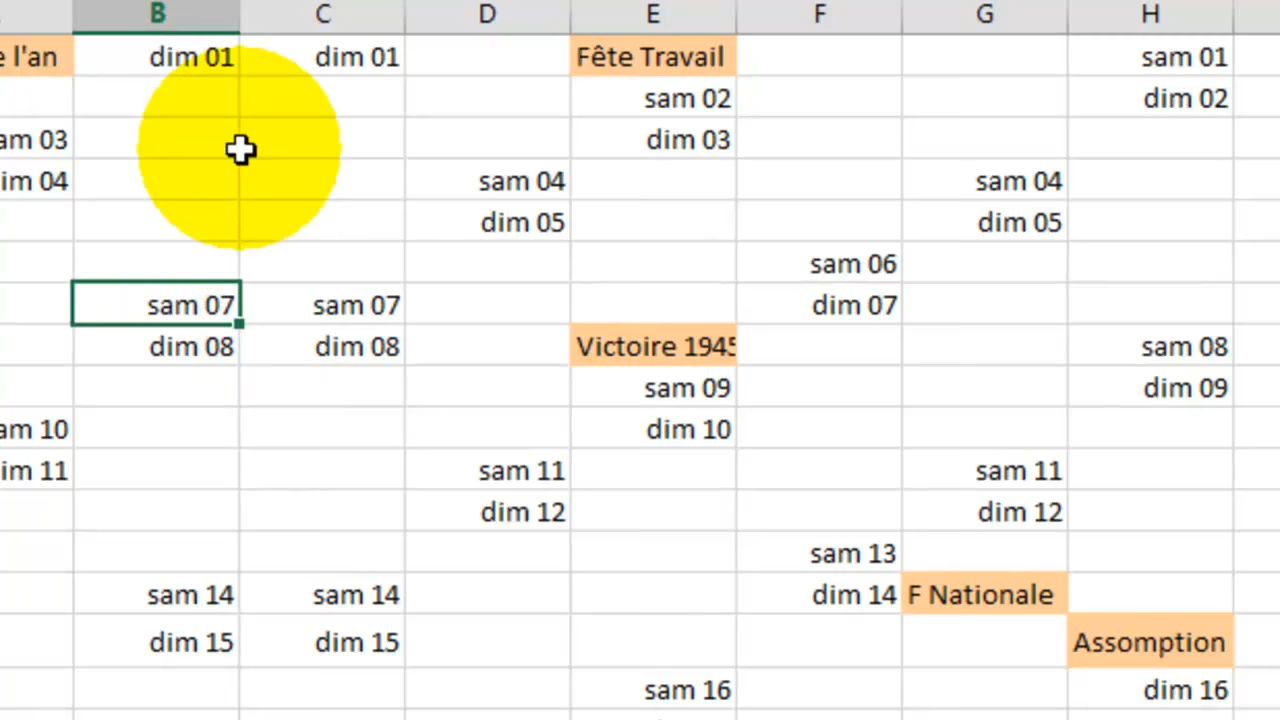 B C D E F G H
e l'an dim 01 dim 01 Fête Travail sam 01
sam 02 dim 02
am 03 dim 03
im 04 sam 04 sam 04
dim 05 dim 05
sam 06
sam 07 sam 07 dim 07
dim 08 dim 08 Victoire 1945 sam 08
sam 09 dim 09
am 10 dim 10
im 11 sam 11 sam 11
dim 12 dim 12
sam 13
sam 14 sam 14 dim 14 F Nationale
dim 15 dim 15 Assomption
sam 16 dim 16